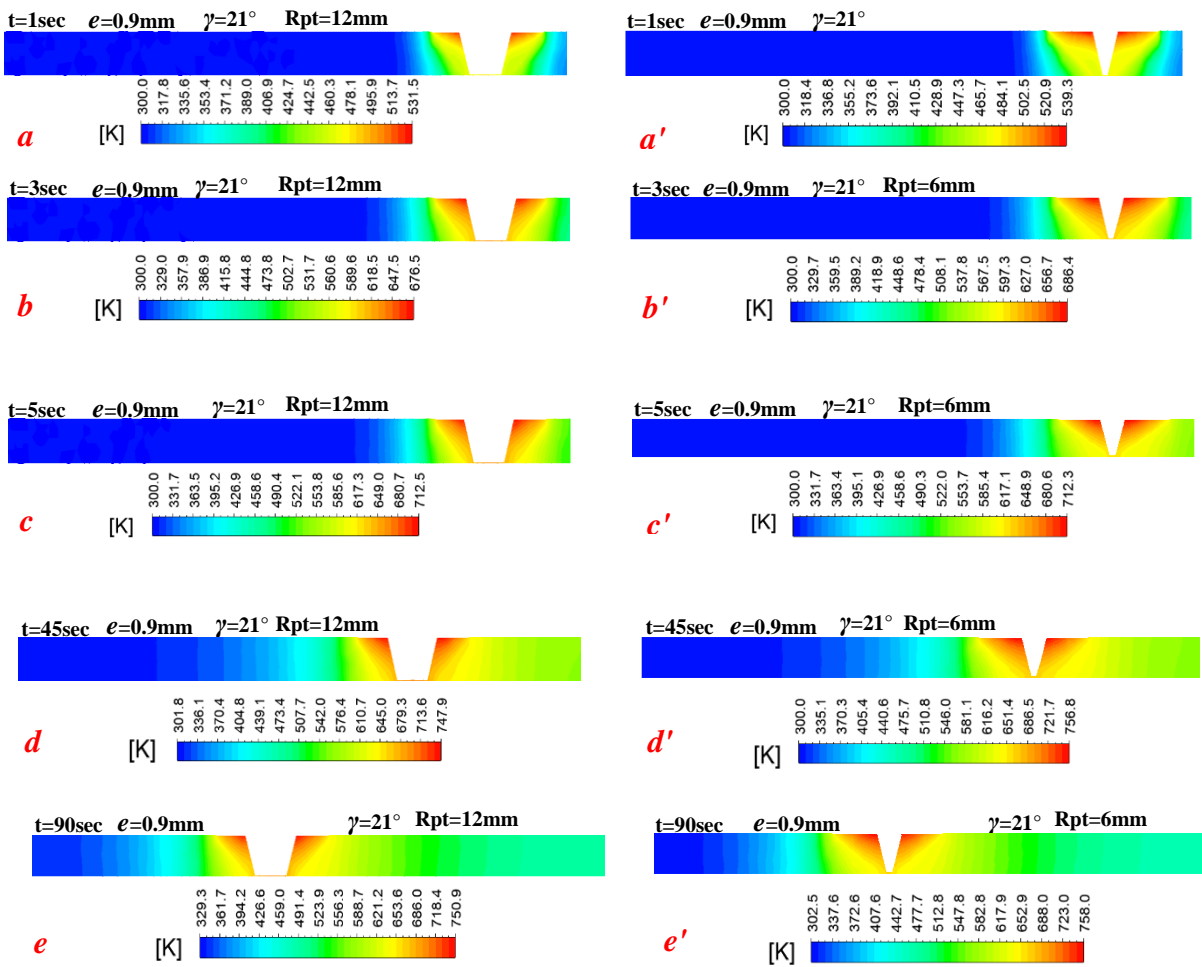 t=1sec e=0.9mm γ=21° Rpt=12mm
300.0 317.8 335.6 353.4 371.2 389.0 406.9 424.7 442.5 460.3 478.1 495.9 513.7 531.5
[K]
a
t=1sec e=0.9mm γ=21°
300.0 318.4 336.8 355.2 373.6 392.1 410.5 428.9 447.3 465.7 484.1 502.5 520.9 539.3
[K]
a'
t=3sec e=0.9mm γ=21° Rpt=12mm
300.0 329.0 357.9 386.9 415.8 444.8 473.8 502.7 531.7 560.6 589.6 618.5 647.5 676.5
[K]
b
t=3sec e=0.9mm γ=21° Rpt=6mm
300.0 329.7 359.5 389.2 418.9 448.6 478.4 508.1 537.8 567.5 597.3 627.0 656.7 686.4
[K]
b'
t=5sec e=0.9mm γ=21° Rpt=12mm
300.0 331.7 363.5 395.2 426.9 458.6 490.4 522.1 553.8 585.6 617.3 649.0 680.7 712.5
[K]
c
t=5sec e=0.9mm γ=21° Rpt=6mm
300.0 331.7 363.4 395.1 426.9 458.6 490.3 522.0 553.7 585.4 617.1 648.9 680.6 712.3
[K]
c'
t=45sec e=0.9mm γ=21° Rpt=12mm
301.8 336.1 370.4 404.8 439.1 473.4 507.7 542.0 576.4 610.7 645.0 679.3 713.6 747.9
[K]
d
t=45sec e=0.9mm γ=21° Rpt=6mm
300.0 335.1 370.3 405.4 440.6 475.7 510.8 546.0 581.1 616.2 651.4 686.5 721.7 756.8
[K]
d'
t=90sec e=0.9mm γ=21° Rpt=12mm
329.3 361.7 394.2 426.6 459.0 491.4 523.9 556.3 588.7 621.2 653.6 686.0 718.4 750.9
[K]
e
t=90sec e=0.9mm γ=21° Rpt=6mm
302.5 337.6 372.6 407.6 442.7 477.7 512.8 547.8 582.8 617.9 652.9 688.0 723.0 758.0
[K]
e'